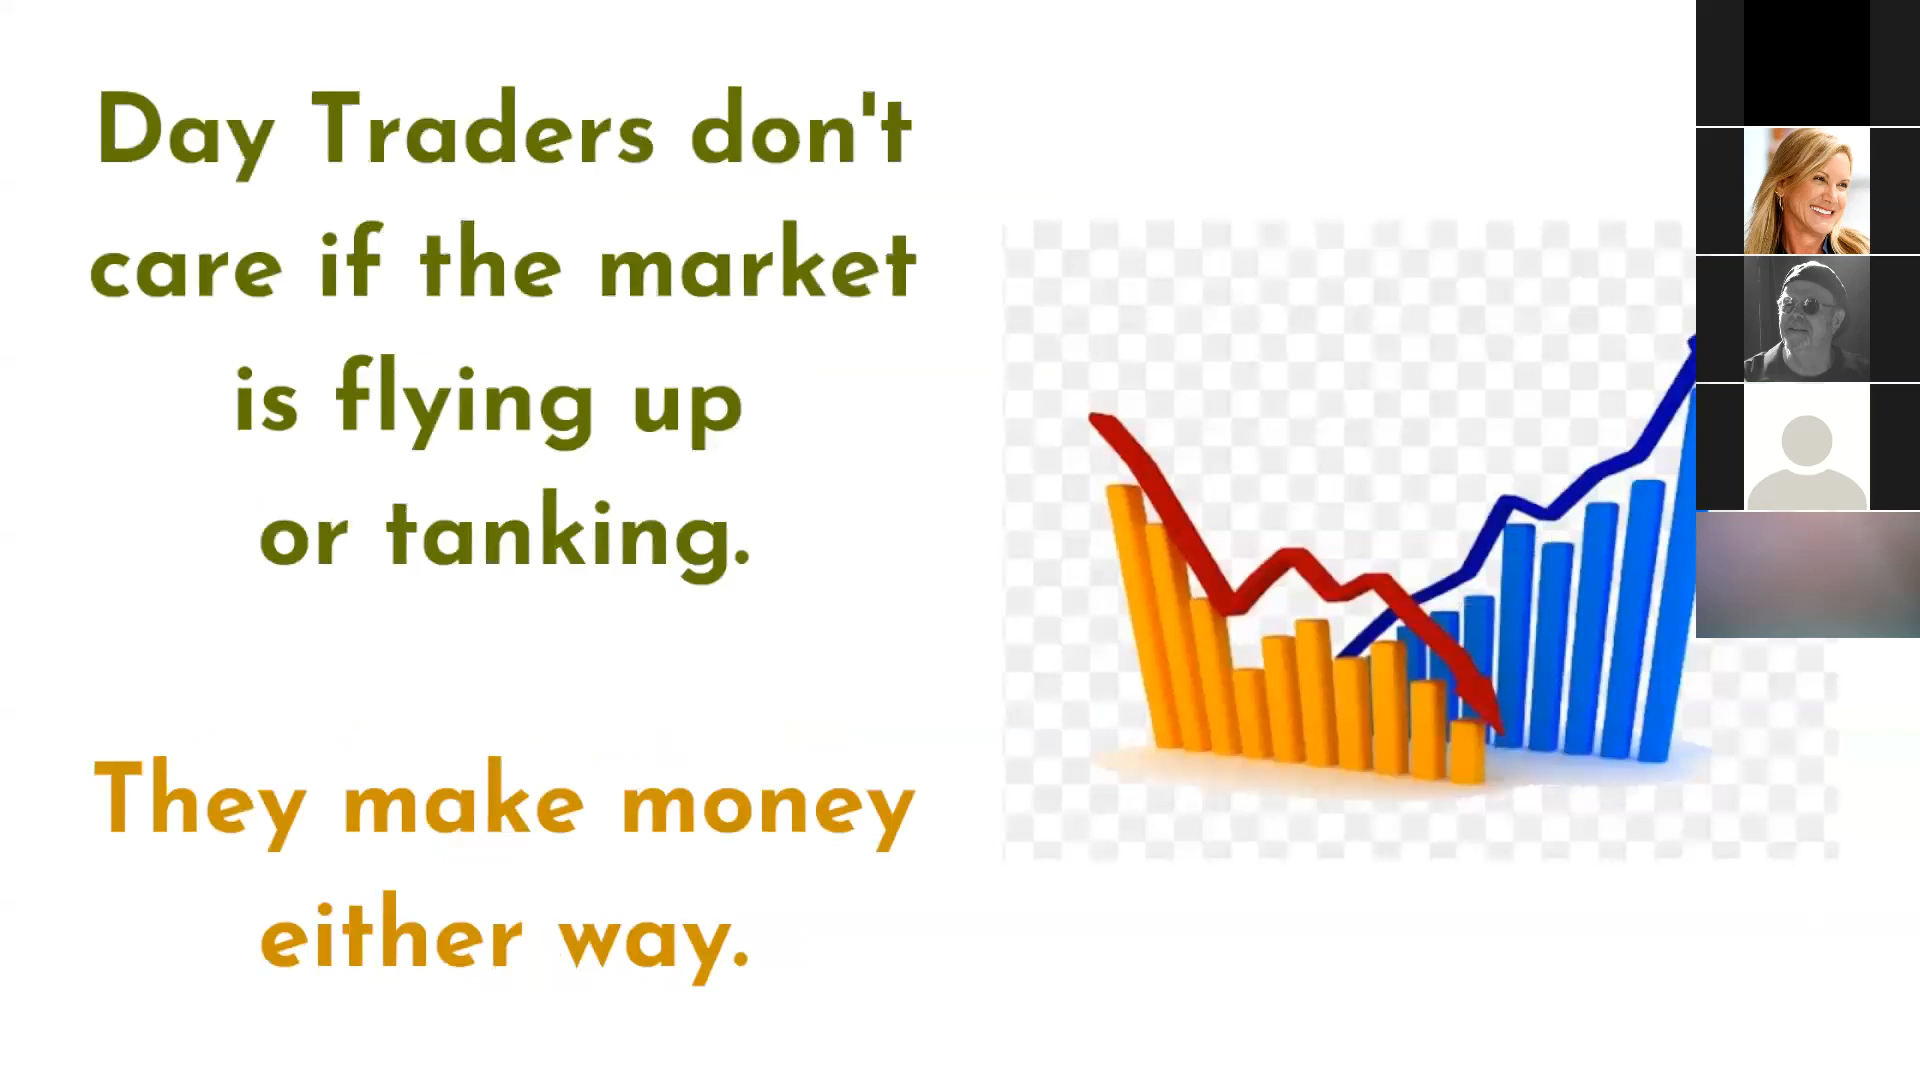 Day Traders don't
care if the market
is flying up
or tanking.
They make money
either way.